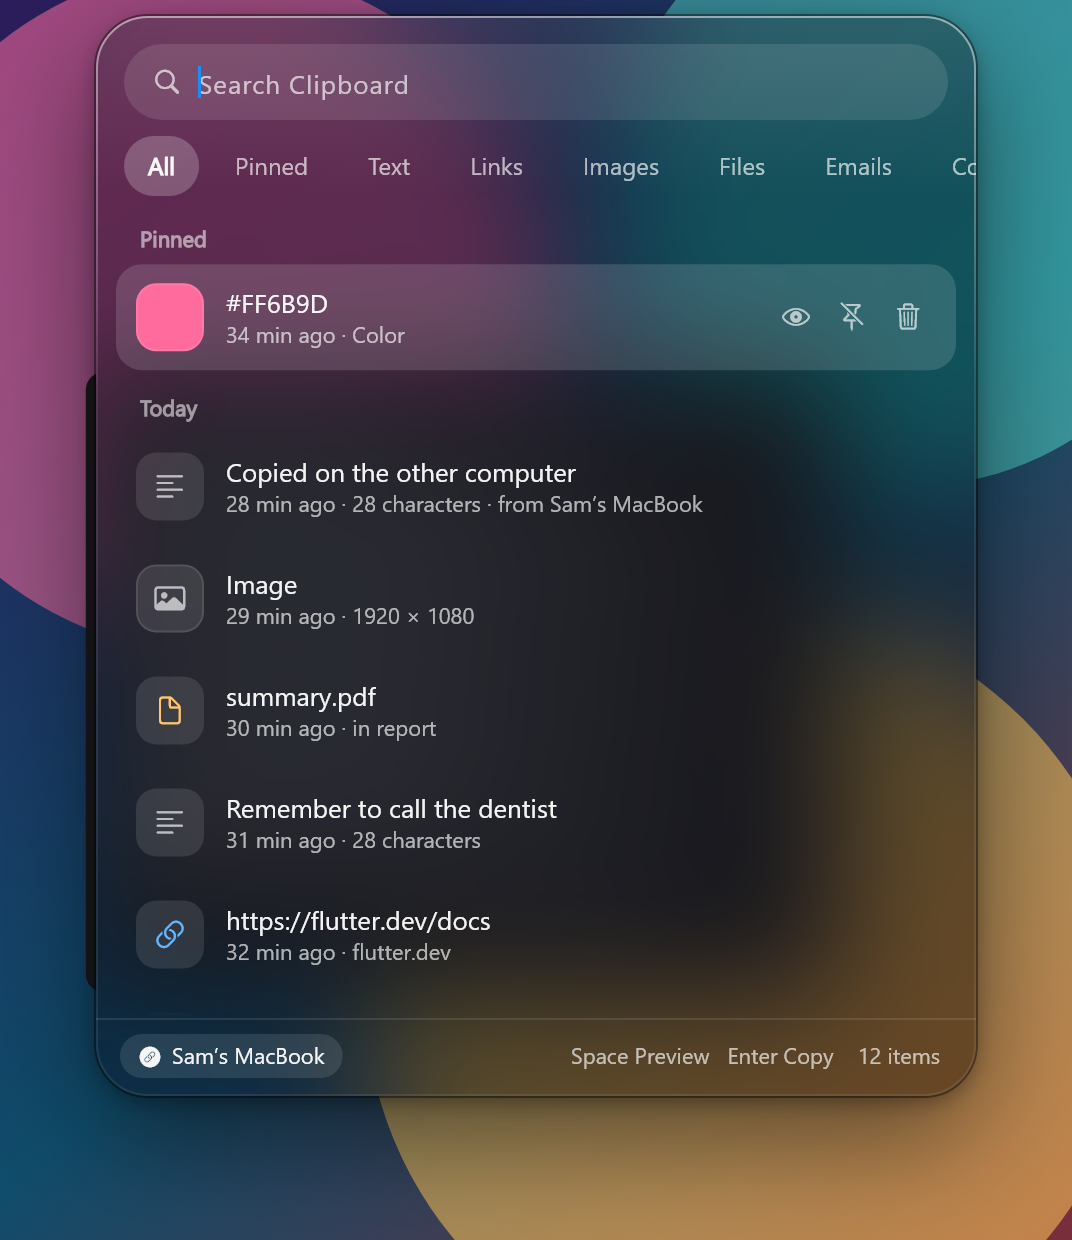 Search Clipboard
All Pinned Text Links Images Files Emails
Pinned
#FF6B9D
34 min ago · Color
Today
Copied on the other computer
28 min ago · 28 characters · from Sam’s MacBook
Image
29 min ago · 1920 × 1080
summary.pdf
30 min ago · in report
Remember to call the dentist
31 min ago · 28 characters
https://flutter.dev/docs
32 min ago · flutter.dev
Sam’s MacBook Space Preview Enter Copy 12 items